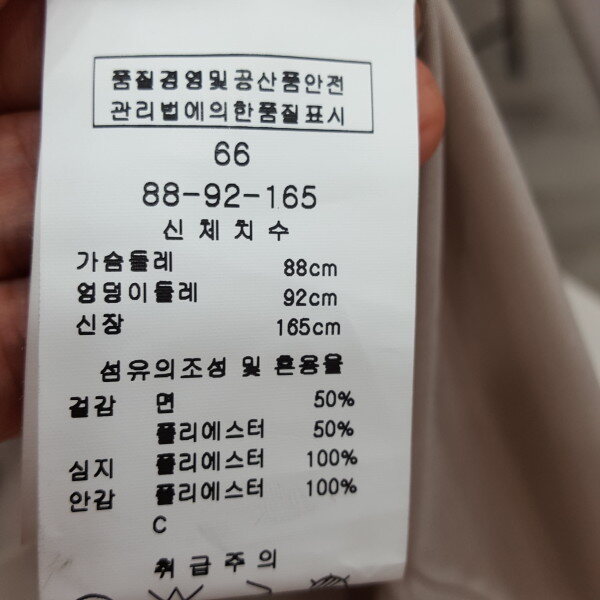 품질경영및공산품안전
관리법에의한품질표시
66
88-92-165
신체치수
가슴둘레 88cm
엉덩이둘레 92cm
신장 165cm
섬유의조성 및 혼용율
겉감 면 50%
폴리에스터 50%
심지 폴리에스터 100%
안감 폴리에스터 100%
C
취급주의